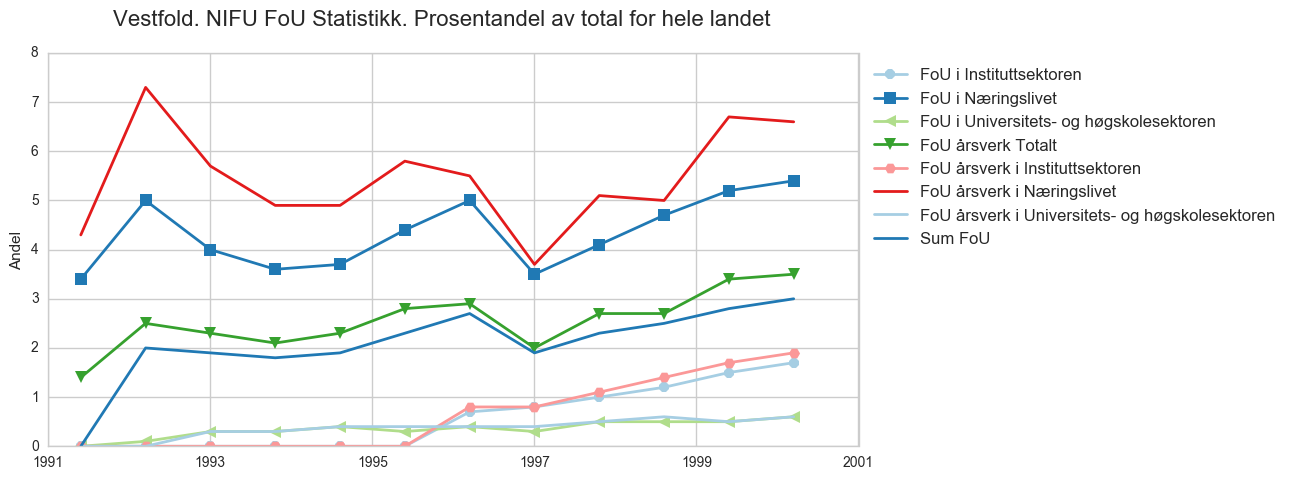 Vestfold. NIFU FoU Statistikk. Prosentandel av total for hele landet
8
7
6
5
4
3
2
1
0
Andel
1991
1993
1995
1997
1999
2001
FoU i Instituttsektoren
FoU i Næringslivet
FoU i Universitets- og høgskolesektoren
FoU årsverk Totalt
FoU årsverk i Instituttsektoren
FoU årsverk i Næringslivet
FoU årsverk i Universitets- og høgskolesektoren
Sum FoU